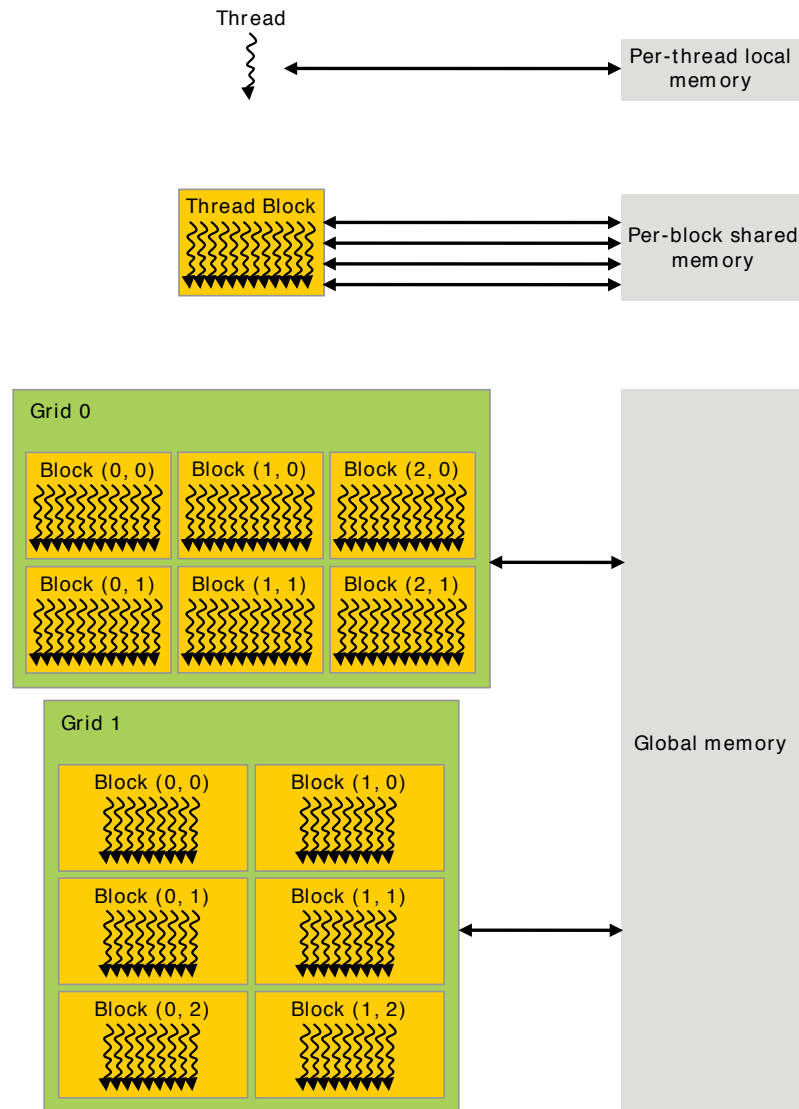 Thread
Per-thread local
memory
Thread Block
Per-block shared
memory
Grid 0
Block (0, 0)
Block (1, 0)
Block (2, 0)
Block (0, 1)
Block (1, 1)
Block (2, 1)
Grid 1
Global memory
Block (0, 0)
Block (1, 0)
Block (0, 1)
Block (1, 1)
Block (0, 2)
Block (1, 2)